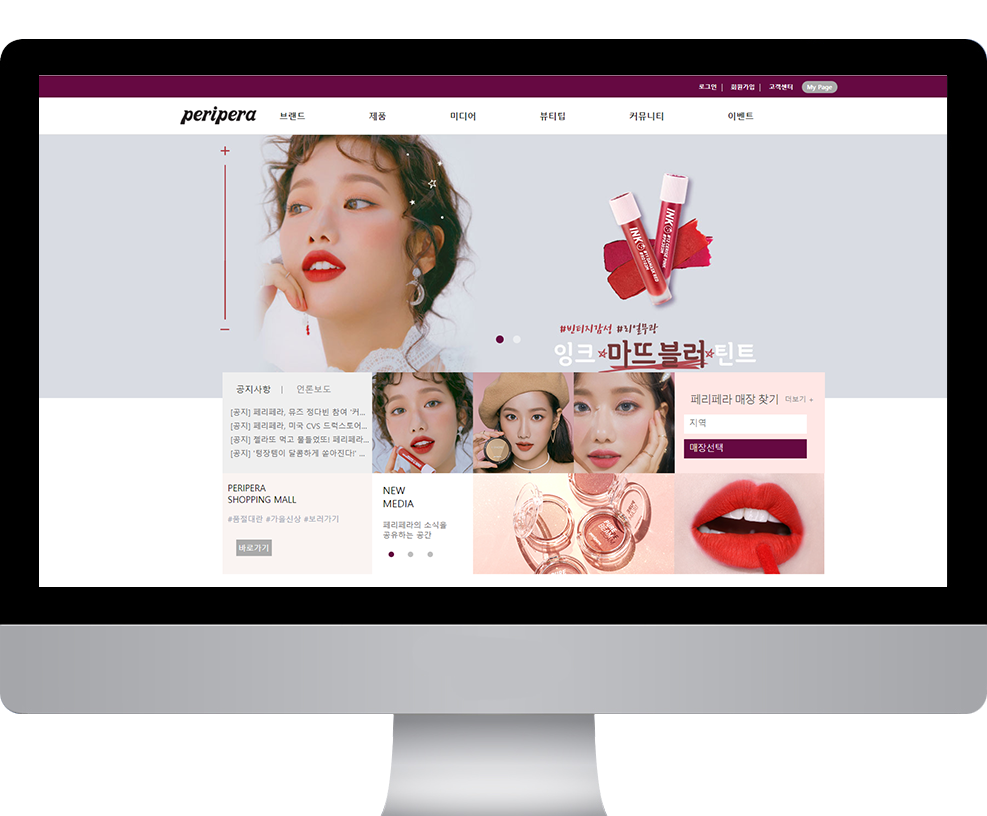 로그인 | 회원가입 | 고객센터 My Page
peripera 브랜드 제품 미디어 뷰티팁 커뮤니티 이벤트
+
−
INK
INK
#빈티지감성 #리얼무광
잉크 마뜨 블러 틴트
공지사항 | 언론보도
[공지] 페리페라, 뮤즈 정다빈 참여 '커...
[공지] 페리페라, 미국 CVS 드럭스토어...
[공지] 젤라또 먹고 물들었또! 페리페라...
[공지] '텅장템이 달콤하게 쏟아진다!' ...
페리페라 매장 찾기 더보기 +
지역
매장선택
PERIPERA
SHOPPING MALL
#품절대란 #가을신상 #보러가기
바로가기
NEW
MEDIA
페리페라의 소식을
공유하는 공간